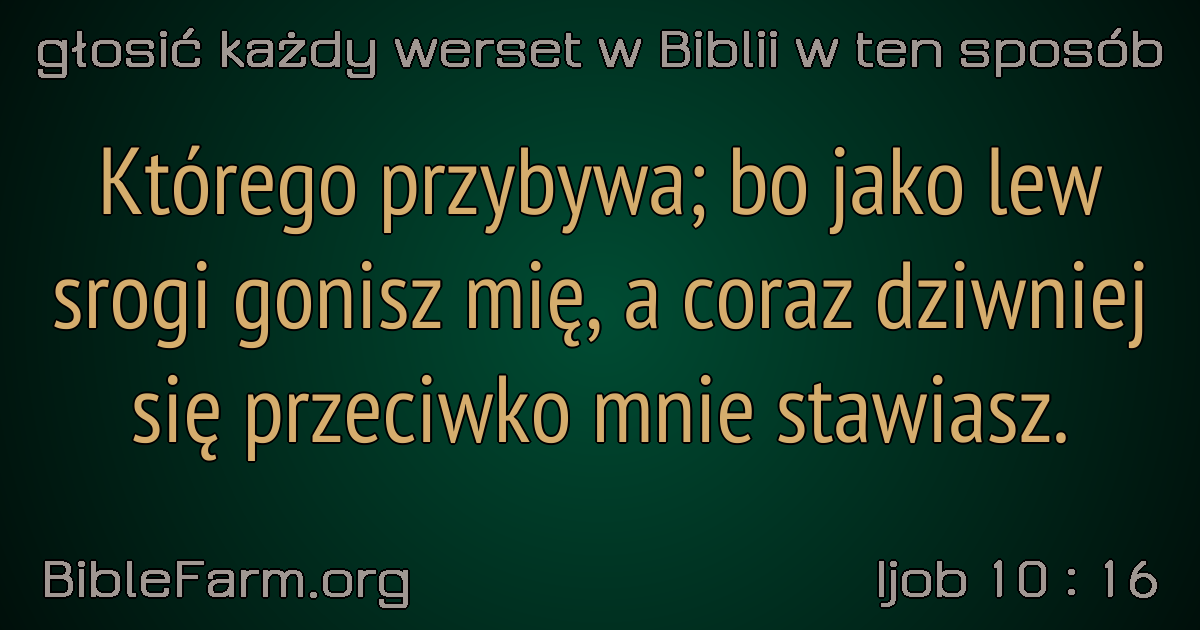 głosić każdy werset w Biblii w ten sposób
Którego przybywa; bo jako lew
srogi gonisz mię, a coraz dziwniej
się przeciwko mnie stawiasz.
BibleFarm.org
Ijob 10 : 16